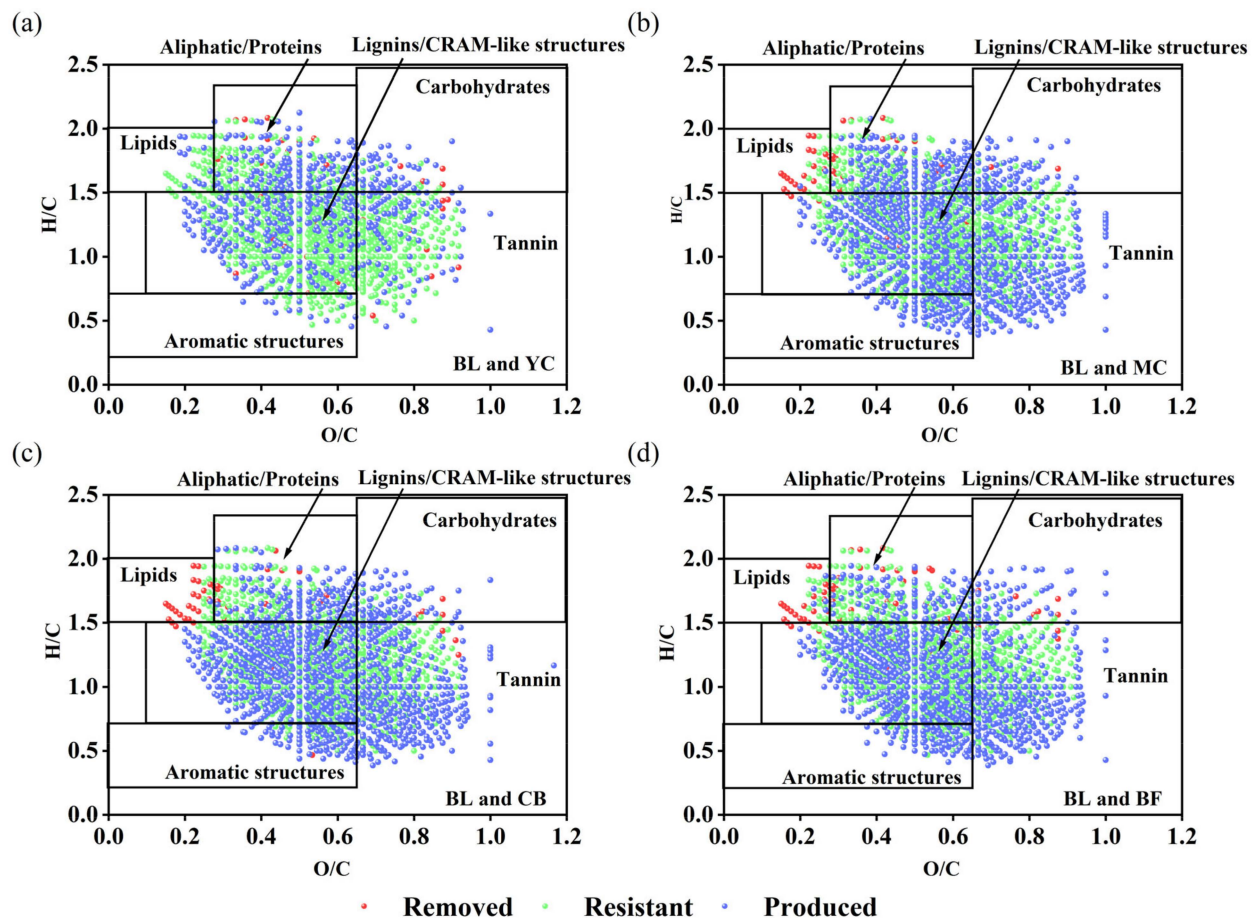 (a)
Aliphatic/Proteins
Lignins/CRAM-like structures
2.5
Carbohydrates
2.0
Lipids
1.5
H/C
1.0
Tannin
0.5
Aromatic structures
BL and YC
0.0
0.0 0.2 0.4 0.6 0.8 1.0 1.2
O/C
(b)
Aliphatic/Proteins
Lignins/CRAM-like structures
2.5
Carbohydrates
2.0
Lipids
1.5
H/C
1.0
Tannin
0.5
Aromatic structures
BL and MC
0.0
0.0 0.2 0.4 0.6 0.8 1.0 1.2
O/C
(c)
Aliphatic/Proteins
Lignins/CRAM-like structures
2.5
Carbohydrates
2.0
Lipids
1.5
H/C
1.0
Tannin
0.5
Aromatic structures
BL and CB
0.0
0.0 0.2 0.4 0.6 0.8 1.0 1.2
O/C
(d)
Aliphatic/Proteins
Lignins/CRAM-like structures
2.5
Carbohydrates
2.0
Lipids
1.5
H/C
1.0
Tannin
0.5
Aromatic structures
BL and BF
0.0
0.0 0.2 0.4 0.6 0.8 1.0 1.2
O/C
Removed Resistant Produced